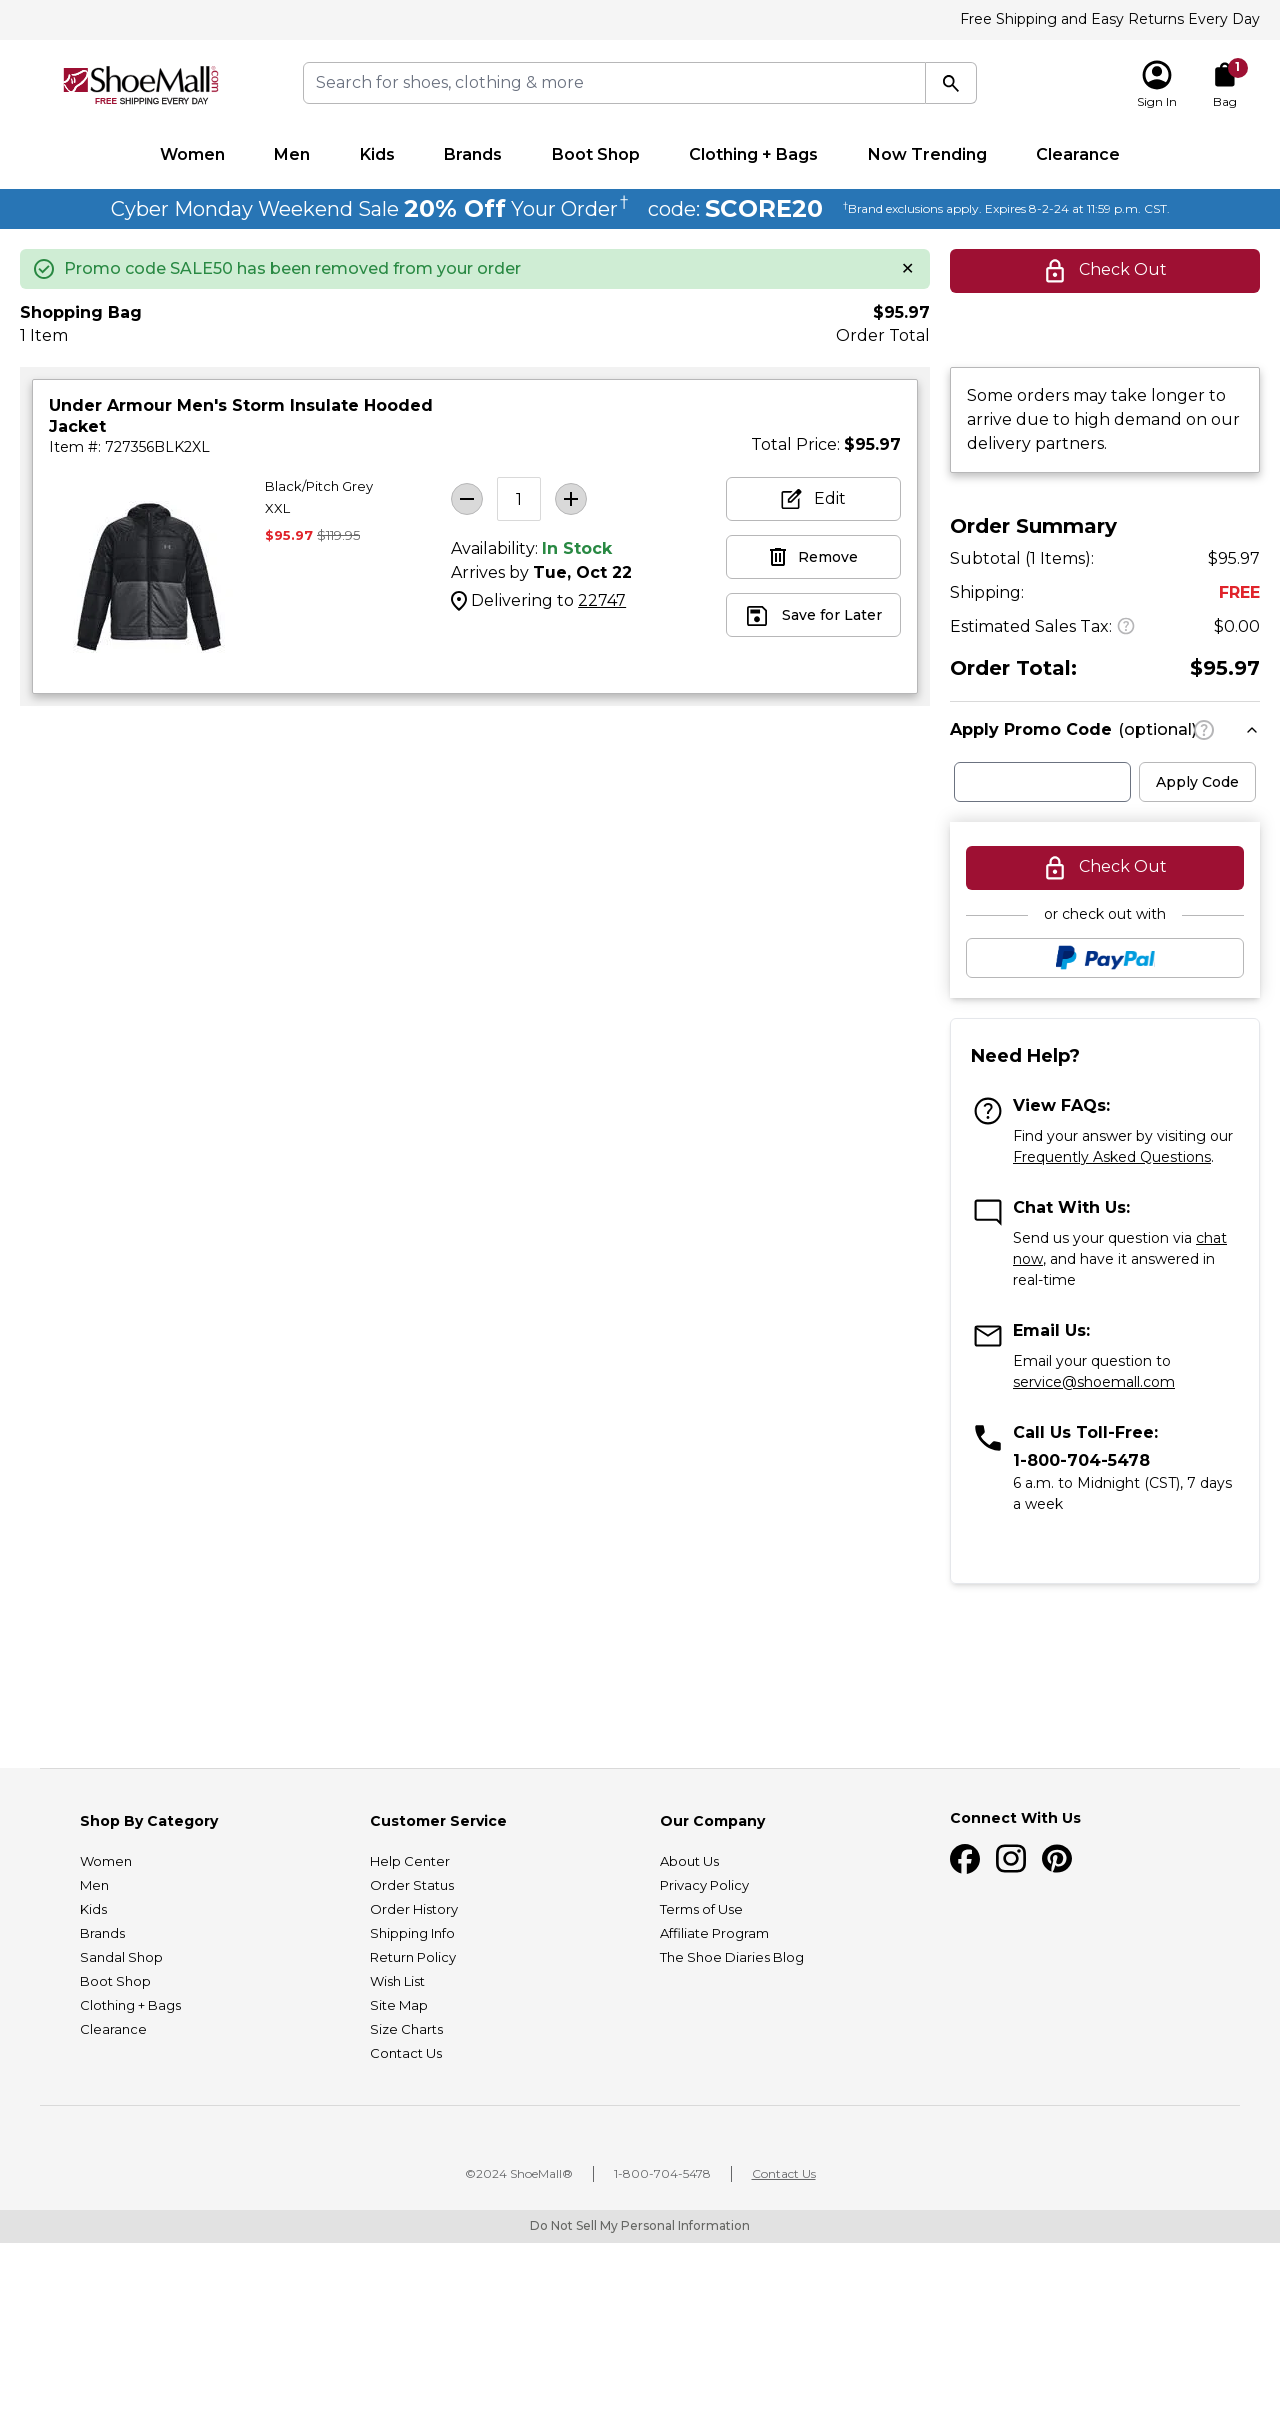 Free Shipping and Easy Returns Every Day
ShoeMall.com
FREE SHIPPING EVERY DAY
Search for shoes, clothing & more
Sign In
1
Bag
Women Men Kids Brands Boot Shop Clothing + Bags Now Trending Clearance
Cyber Monday Weekend Sale 20% Off Your Order† code: SCORE20 †Brand exclusions apply. Expires 8-2-24 at 11:59 p.m. CST.
Promo code SALE50 has been removed from your order
Check Out
Shopping Bag $95.97
1 Item Order Total
Under Armour Men's Storm Insulate Hooded
Jacket
Item #: 727356BLK2XL
Total Price: $95.97
Black/Pitch Grey
XXL
$95.97 $119.95
1
Availability: In Stock
Arrives by Tue, Oct 22
Delivering to 22747
Edit
Remove
Save for Later
Some orders may take longer to
arrive due to high demand on our
delivery partners.
Order Summary
Subtotal (1 Items): $95.97
Shipping: FREE
Estimated Sales Tax: ? $0.00
Order Total: $95.97
Apply Promo Code (optional) ?
Apply Code
Check Out
or check out with
PayPal
Need Help?
View FAQs:
Find your answer by visiting our
Frequently Asked Questions.
Chat With Us:
Send us your question via chat
now, and have it answered in
real-time
Email Us:
Email your question to
service@shoemall.com
Call Us Toll-Free:
1-800-704-5478
6 a.m. to Midnight (CST), 7 days
a week
Shop By Category
Women
Men
Kids
Brands
Sandal Shop
Boot Shop
Clothing + Bags
Clearance
Customer Service
Help Center
Order Status
Order History
Shipping Info
Return Policy
Wish List
Site Map
Size Charts
Contact Us
Our Company
About Us
Privacy Policy
Terms of Use
Affiliate Program
The Shoe Diaries Blog
Connect With Us
©2024 ShoeMall® 1-800-704-5478 Contact Us
Do Not Sell My Personal Information